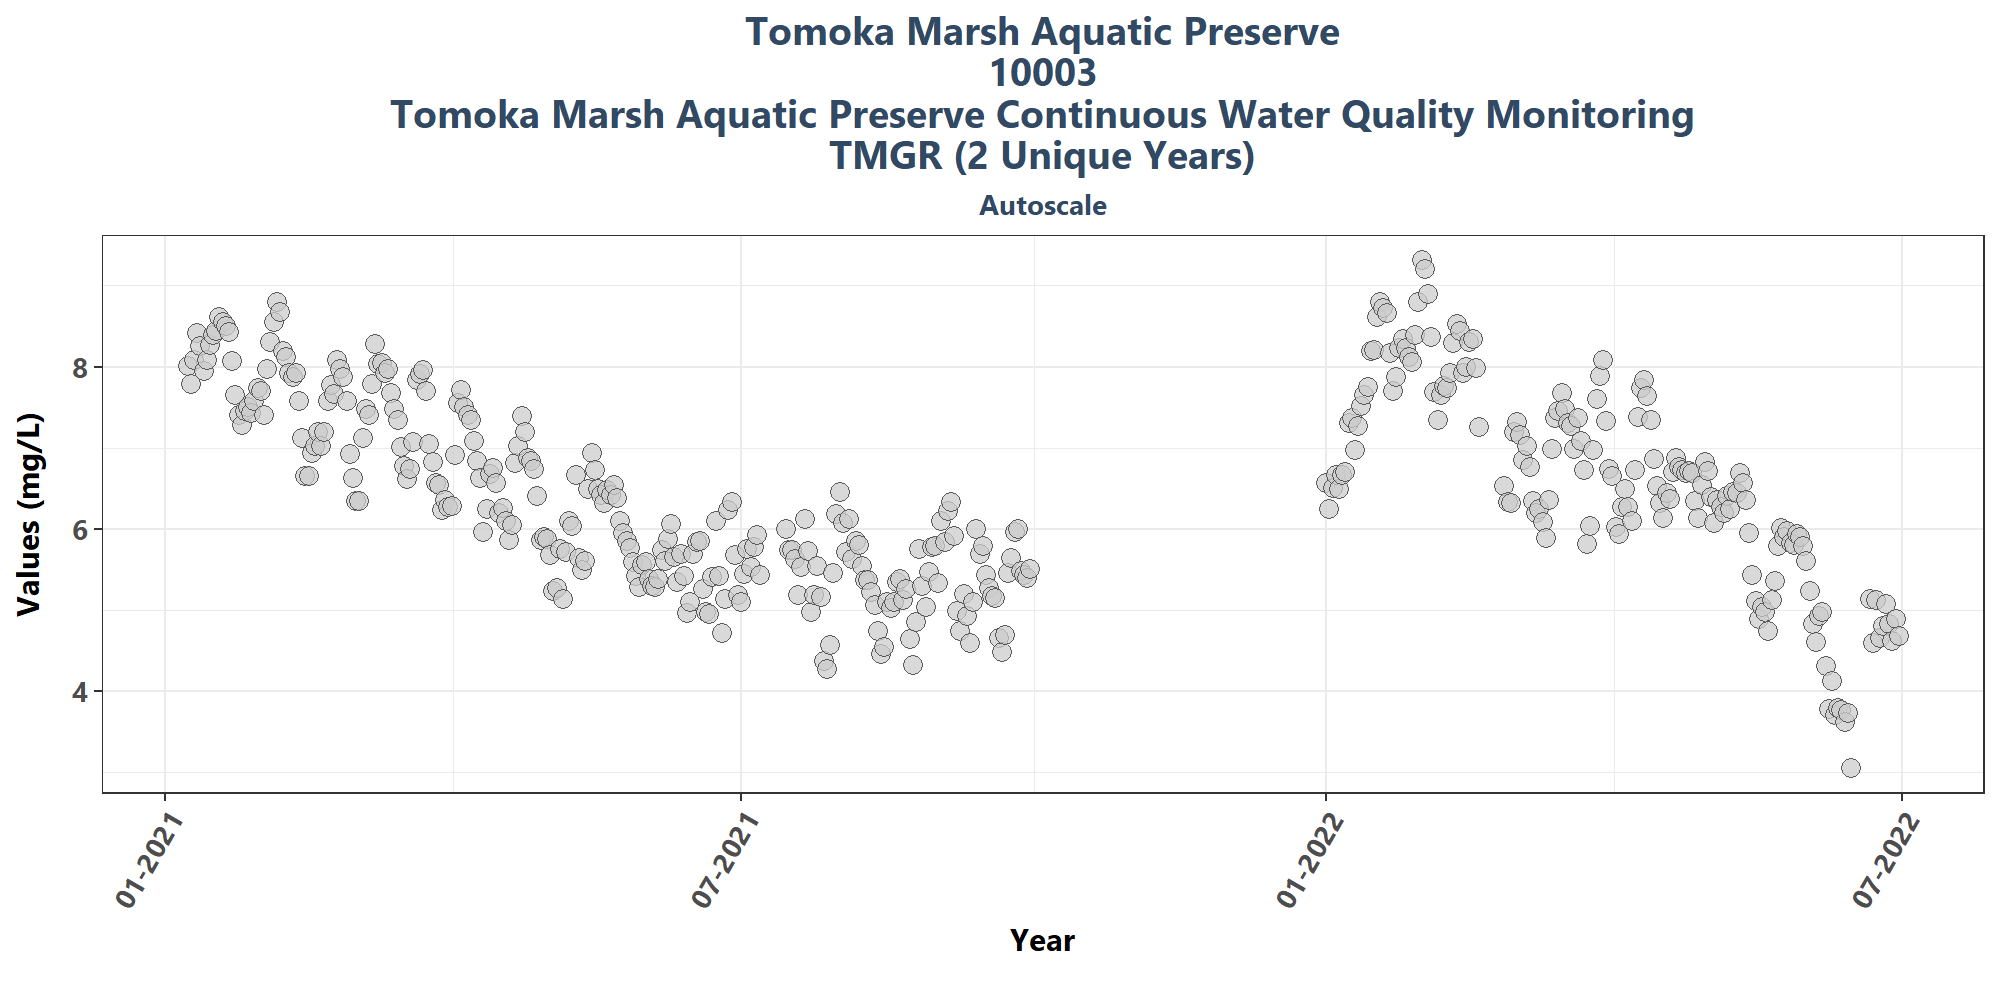 Tomoka Marsh Aquatic Preserve
10003
Tomoka Marsh Aquatic Preserve Continuous Water Quality Monitoring
TMGR (2 Unique Years)
Autoscale
Values (mg/L)
8
6
4
01-2021
07-2021
01-2022
07-2022
Year